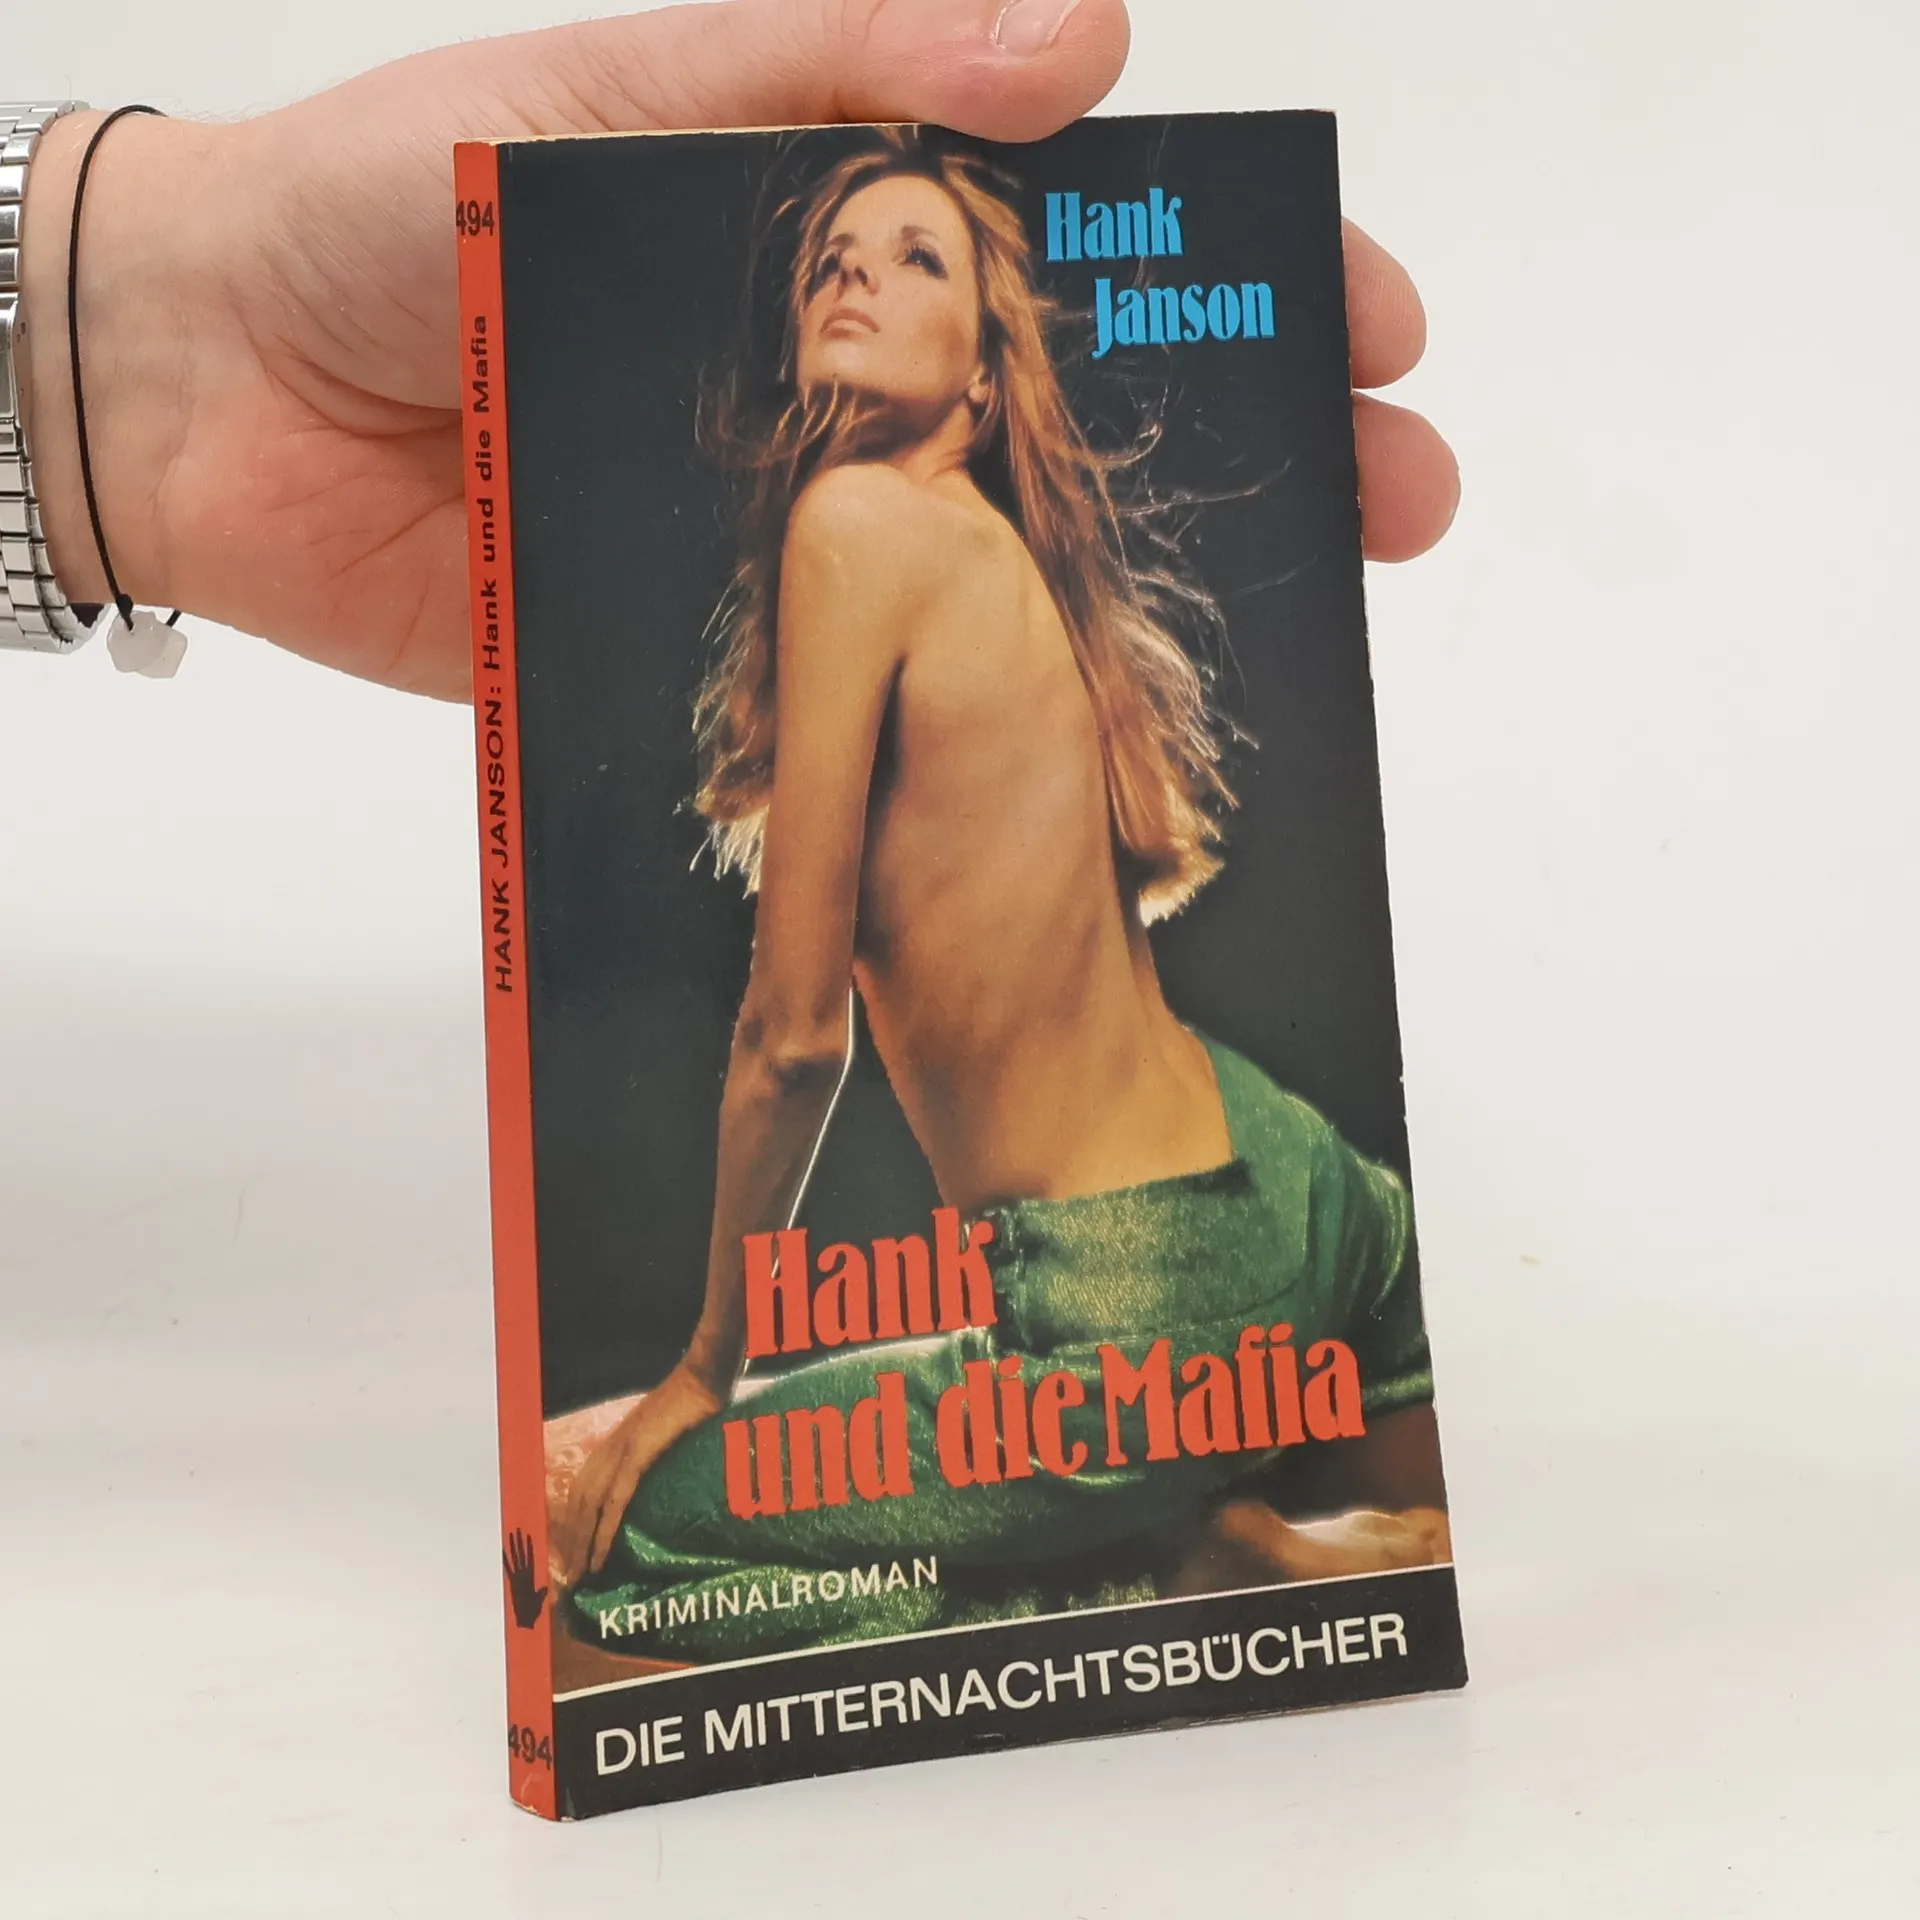 494
HANK JANSON: Hank und die Mafia
494
Hank
Janson
Hank
und die Mafia
KRIMINALROMAN
DIE MITTERNACHTSBÜCHER